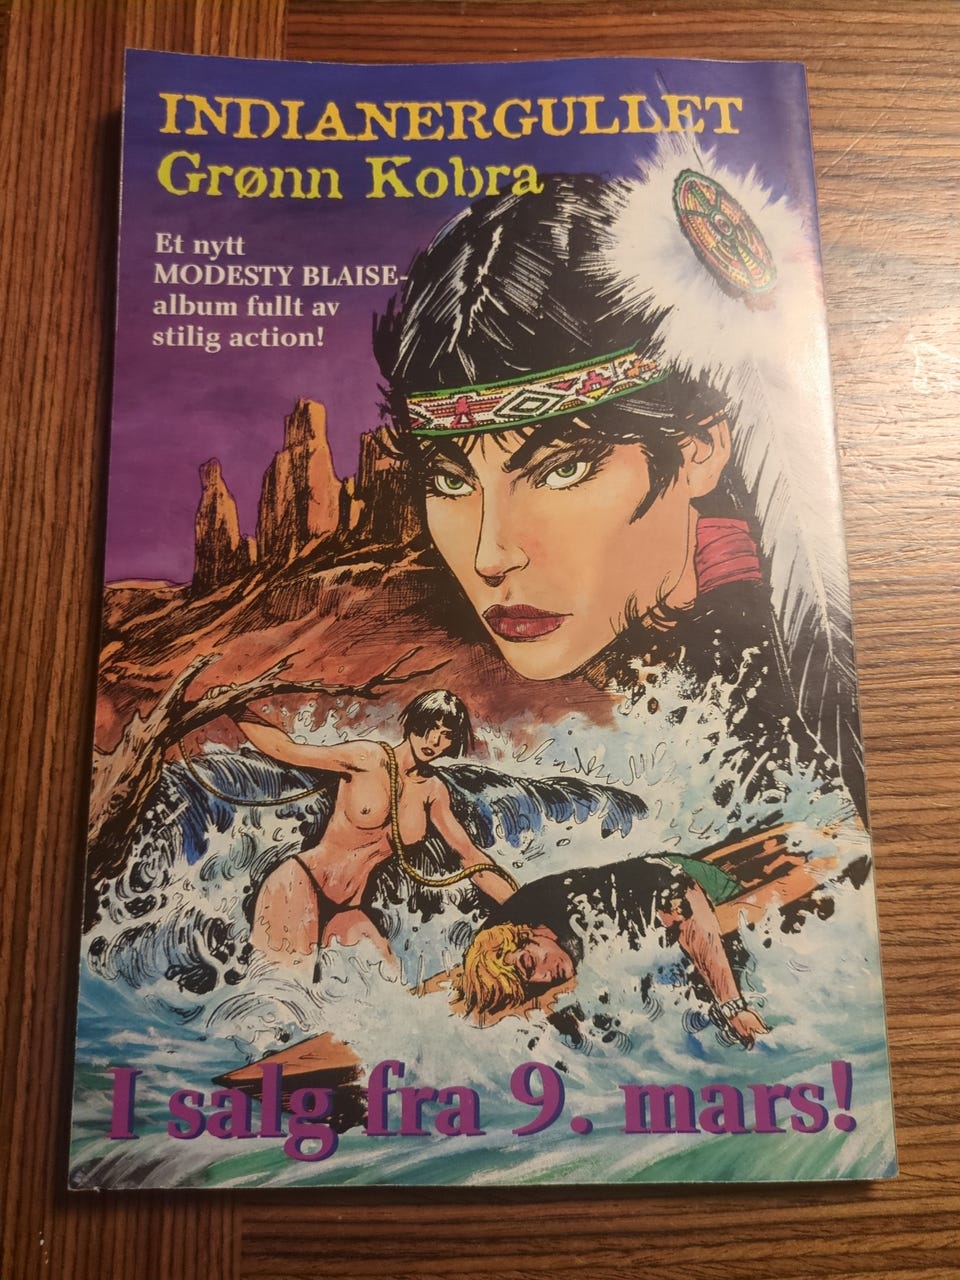 INDIANERGULLET
Grønn Kobra
Et nytt
MODESTY BLAISE-
album fullt av
stilig action!
I salg fra 9. mars!